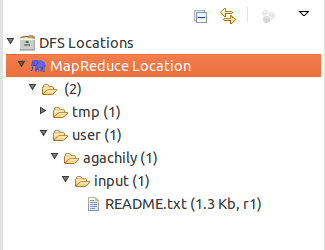 DFS Locations
MapReduce Location
(2)
tmp (1)
user (1)
agachily (1)
input (1)
README.txt (1.3 Kb, r1)